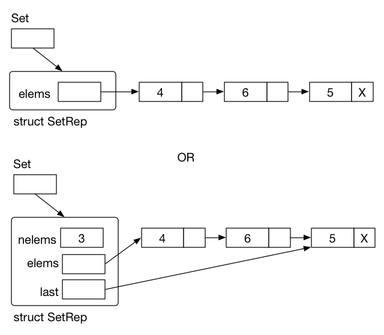 Set
elems 4 6 5 X
struct SetRep
OR
Set
nelems 3 4 6 5 X
elems
last
struct SetRep